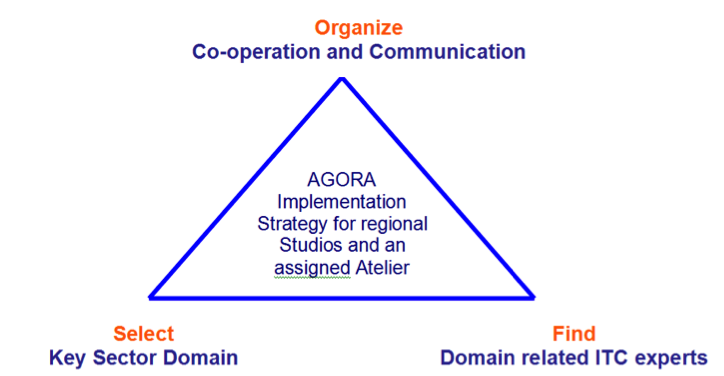 Organize
Co-operation and Communication
AGORA
Implementation
Strategy for regional
Studios and an
assigned Atelier
Select
Key Sector Domain
Find
Domain related ITC experts